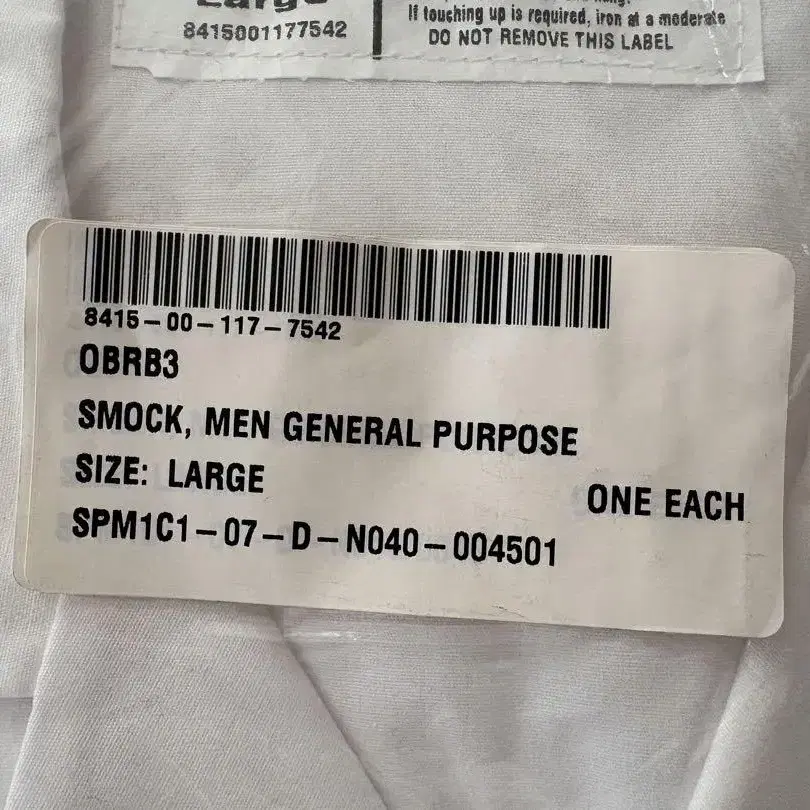 Large
8415001177542
If touching up is required, iron at a moderate
DO NOT REMOVE THIS LABEL
8415-00-117-7542
OBRB3
SMOCK, MEN GENERAL PURPOSE
SIZE: LARGE
ONE EACH
SPM1C1-07-D-N040-004501